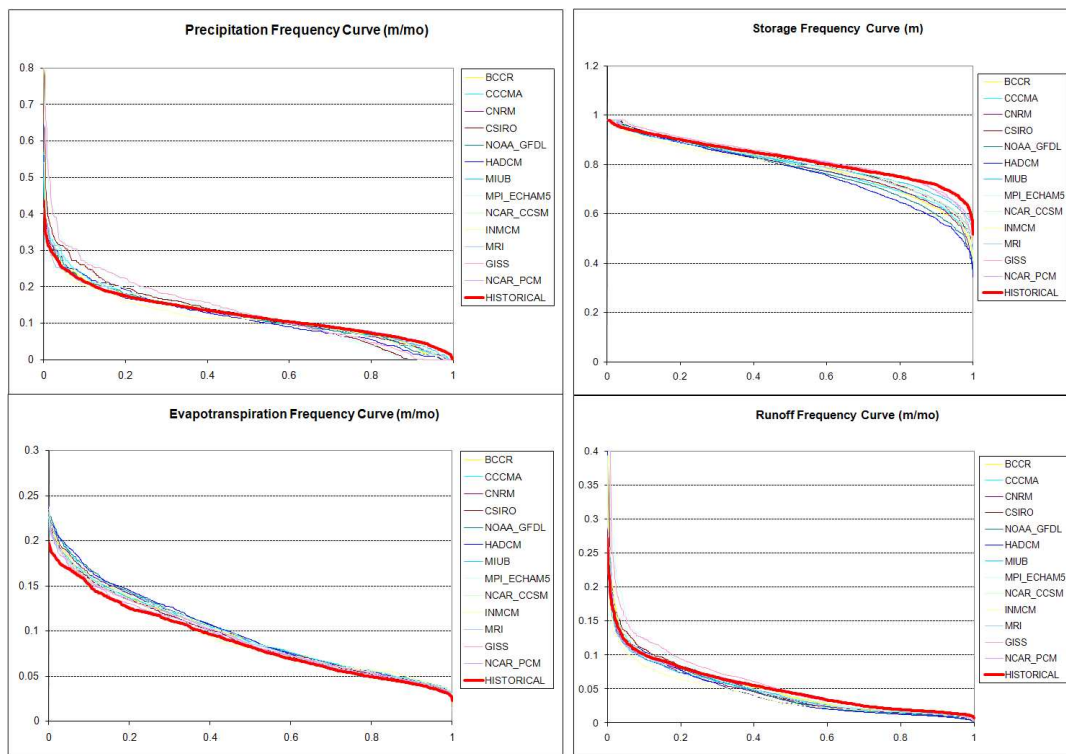 Precipitation Frequency Curve (m/mo)
0.8
0.7
0.6
0.5
0.4
0.3
0.2
0.1
0
0
0.2
0.4
0.6
0.8
1
BCCR
CCCMA
CNRM
CSIRO
NOAA_GFDL
HADCM
MIUB
MPI_ECHAM5
NCAR_CCSM
INMCM
MRI
GISS
NCAR_PCM
HISTORICAL
Storage Frequency Curve (m)
1.2
1
0.8
0.6
0.4
0.2
0
0
0.2
0.4
0.6
0.8
1
BCCR
CCCMA
CNRM
CSIRO
NOAA_GFDL
HADCM
MIUB
MPI_ECHAM5
NCAR_CCSM
INMCM
MRI
GISS
NCAR_PCM
HISTORICAL
Evapotranspiration Frequency Curve (m/mo)
0.3
0.25
0.2
0.15
0.1
0.05
0
0
0.2
0.4
0.6
0.8
1
BCCR
CCCMA
CNRM
CSIRO
NOAA_GFDL
HADCM
MIUB
MPI_ECHAM5
NCAR_CCSM
INMCM
MRI
GISS
NCAR_PCM
HISTORICAL
Runoff Frequency Curve (m/mo)
0.4
0.35
0.3
0.25
0.2
0.15
0.1
0.05
0
0
0.2
0.4
0.6
0.8
1
BCCR
CCCMA
CNRM
CSIRO
NOAA_GFDL
HADCM
MIUB
MPI_ECHAM5
NCAR_CCSM
INMCM
MRI
GISS
NCAR_PCM
HISTORICAL